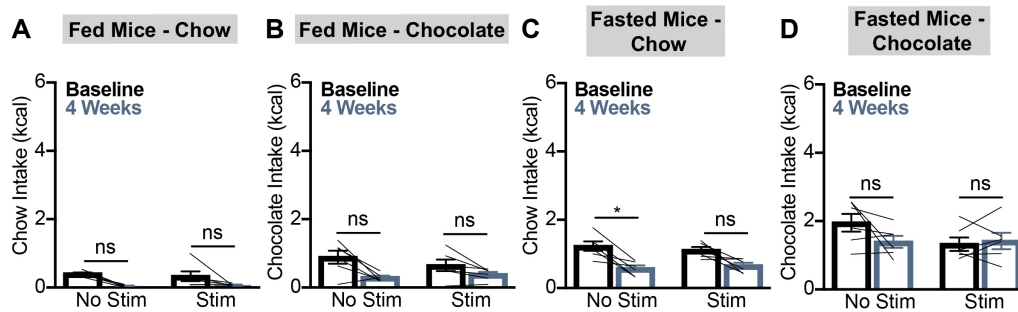 A
Fed Mice - Chow
Chow Intake (kcal)
6
4
2
0
Baseline
4 Weeks
ns
ns
No Stim
Stim
B
Fed Mice - Chocolate
Chocolate Intake (kcal)
6
4
2
0
Baseline
4 Weeks
ns
ns
No Stim
Stim
C
Fasted Mice -
Chow
Chow Intake (kcal)
6
4
2
0
Baseline
4 Weeks
*
ns
No Stim
Stim
D
Fasted Mice -
Chocolate
Chocolate Intake (kcal)
6
4
2
0
Baseline
4 Weeks
ns
ns
No Stim
Stim